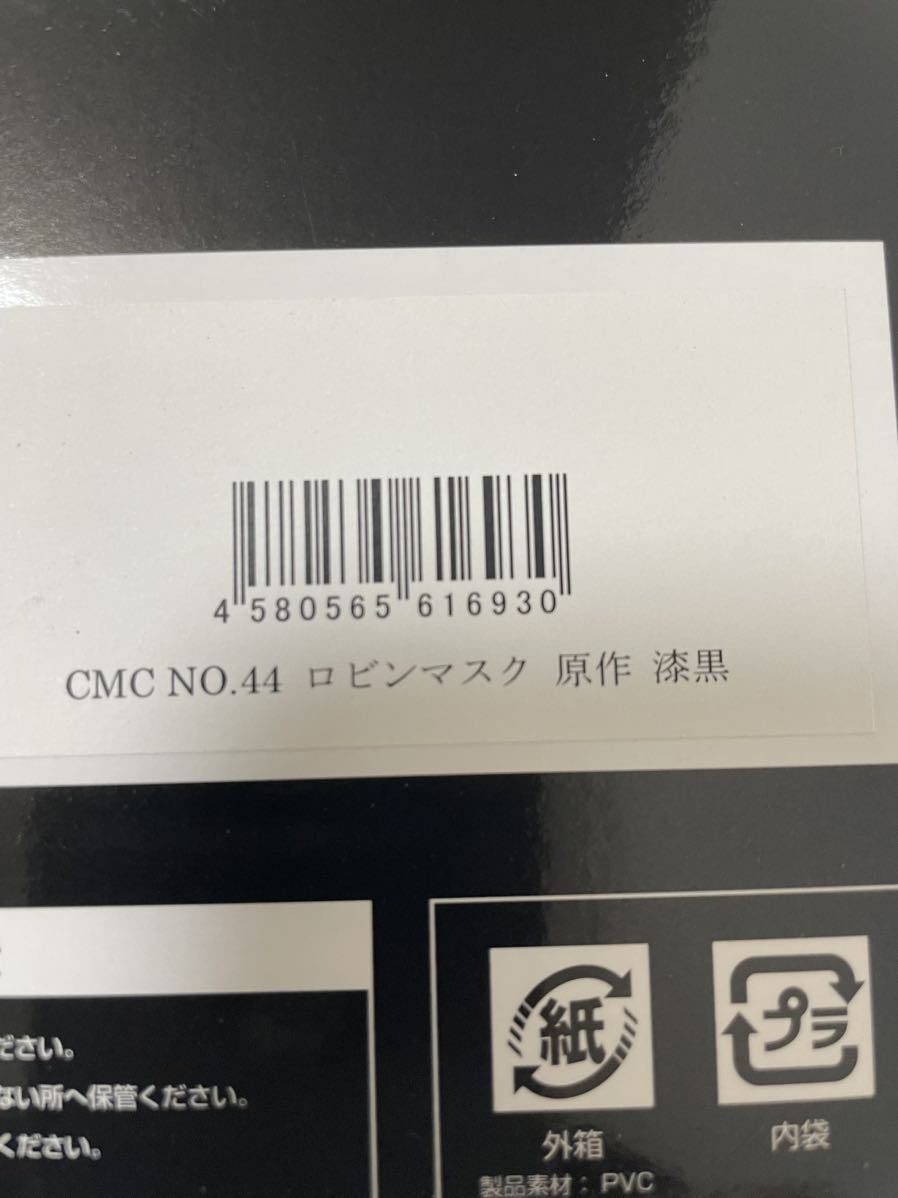 4 580565 616930
CMC NO.44 ロビンマスク 原作 漆黒
ださい。
ない所へ保管ください。
ください。
紙
プラ
外箱
内袋
製品素材：PVC